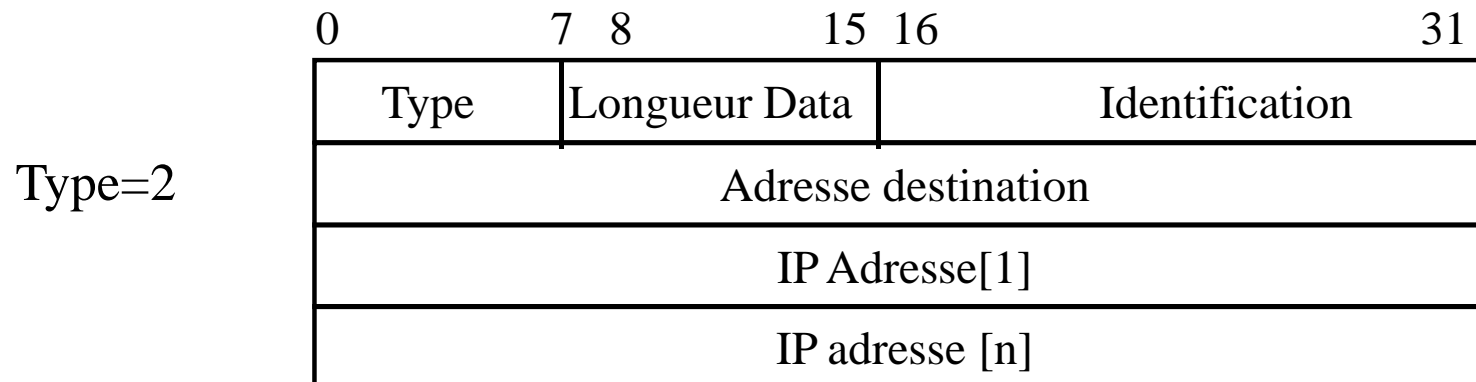 0 7 8 15 16 31
Type Longueur Data Identification
Type=2 Adresse destination
IP Adresse[1]
IP adresse [n]